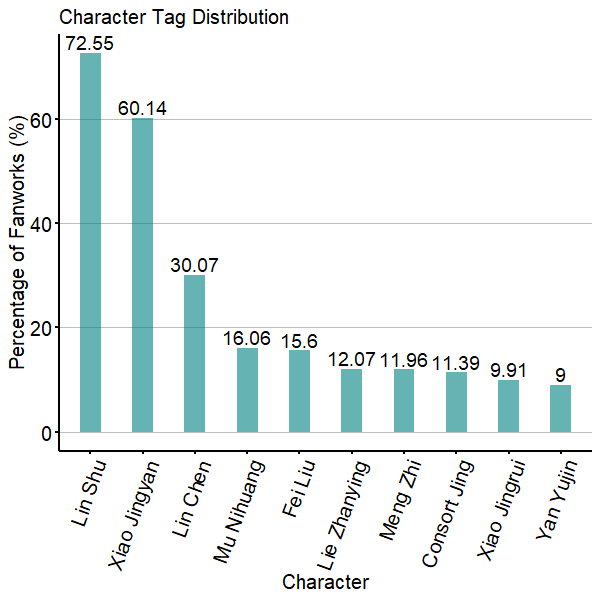 Character Tag Distribution
Percentage of Fanworks (%)
60
40
20
0
72.55
60.14
30.07
16.06
15.6
12.07
11.96
11.39
9.91
9
Lin Shu
Xiao Jingyan
Lin Chen
Mu Nihuang
Fei Liu
Lie Zhanying
Meng Zhi
Consort Jing
Xiao Jingrui
Yan Yujin
Character